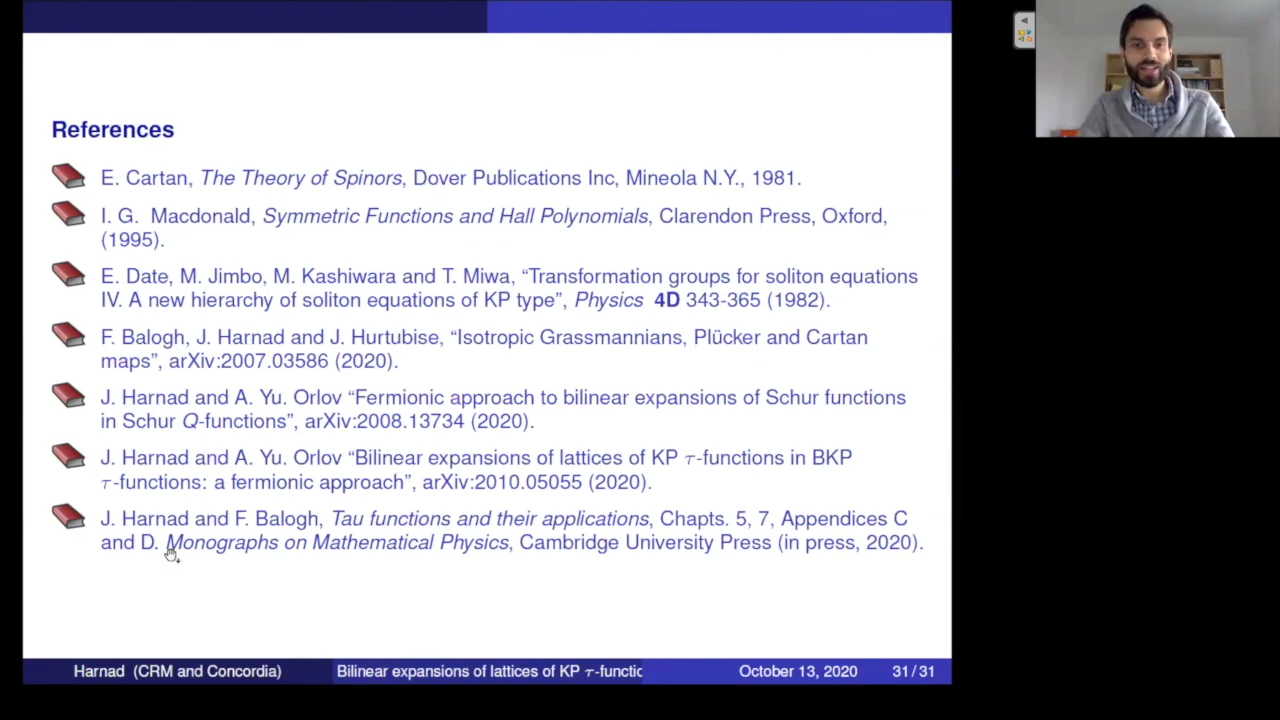 References
E. Cartan, The Theory of Spinors, Dover Publications Inc, Mineola N.Y., 1981.
I. G. Macdonald, Symmetric Functions and Hall Polynomials, Clarendon Press, Oxford,
(1995).
E. Date, M. Jimbo, M. Kashiwara and T. Miwa, “Transformation groups for soliton equations
IV. A new hierarchy of soliton equations of KP type”, Physics 4D 343-365 (1982).
F. Balogh, J. Harnad and J. Hurtubise, “Isotropic Grassmannians, Plücker and Cartan
maps”, arXiv:2007.03586 (2020).
J. Harnad and A. Yu. Orlov “Fermionic approach to bilinear expansions of Schur functions
in Schur Q-functions”, arXiv:2008.13734 (2020).
J. Harnad and A. Yu. Orlov “Bilinear expansions of lattices of KP τ-functions in BKP
τ-functions: a fermionic approach”, arXiv:2010.05055 (2020).
J. Harnad and F. Balogh, Tau functions and their applications, Chapts. 5, 7, Appendices C
and D. Monographs on Mathematical Physics, Cambridge University Press (in press, 2020).
Harnad (CRM and Concordia) Bilinear expansions of lattices of KP τ-functio October 13, 2020 31 / 31